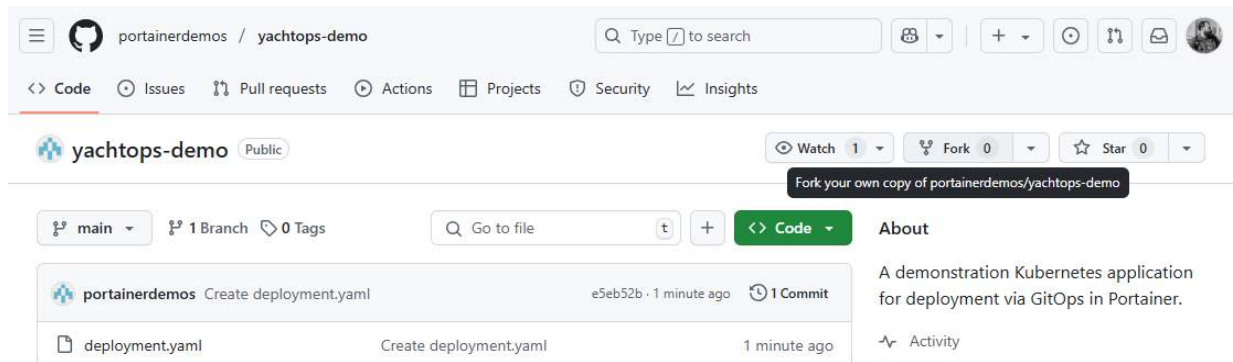 portainerdemos / yachtops-demo
Type / to search
Code Issues Pull requests Actions Projects Security Insights
yachtops-demo Public
Watch 1 Fork 0 Star 0
Fork your own copy of portainerdemos/yachtops-demo
main 1 Branch 0 Tags Go to file t Code
About
A demonstration Kubernetes application
for deployment via GitOps in Portainer.
portainerdemos Create deployment.yaml e5eb52b · 1 minute ago 1 Commit
deployment.yaml Create deployment.yaml 1 minute ago
Activity